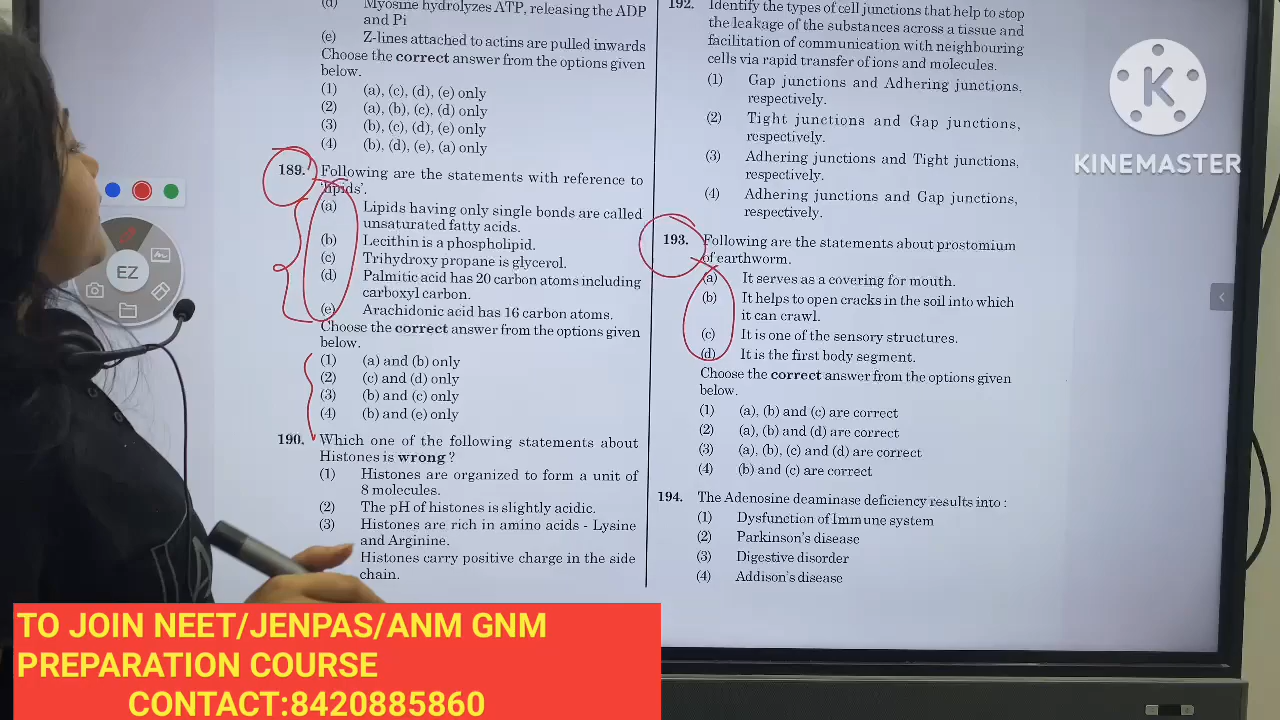 (d) Myosine hydrolyzes ATP, releasing the ADP
and Pi
(e) Z-lines attached to actins are pulled inwards
Choose the correct answer from the options given
below.
(1) (a), (c), (d), (e) only
(2) (a), (b), (c), (d) only
(3) (b), (c), (d), (e) only
(4) (b), (d), (e), (a) only
189. Following are the statements with reference to
'lipids'.
(a) Lipids having only single bonds are called
unsaturated fatty acids.
(b) Lecithin is a phospholipid.
(c) Trihydroxy propane is glycerol.
(d) Palmitic acid has 20 carbon atoms including
carboxyl carbon.
(e) Arachidonic acid has 16 carbon atoms.
Choose the correct answer from the options given
below.
(1) (a) and (b) only
(2) (c) and (d) only
(3) (b) and (c) only
(4) (b) and (e) only
190. Which one of the following statements about
Histones is wrong ?
(1) Histones are organized to form a unit of
8 molecules.
(2) The pH of histones is slightly acidic.
(3) Histones are rich in amino acids - Lysine
and Arginine.
Histones carry positive charge in the side
chain.
192. Identify the types of cell junctions that help to stop
the leakage of the substances across a tissue and
facilitation of communication with neighbouring
cells via rapid transfer of ions and molecules.
(1) Gap junctions and Adhering junctions,
respectively.
(2) Tight junctions and Gap junctions,
respectively.
(3) Adhering junctions and Tight junctions,
respectively.
(4) Adhering junctions and Gap junctions,
respectively.
193. Following are the statements about prostomium
of earthworm.
(a) It serves as a covering for mouth.
(b) It helps to open cracks in the soil into which
it can crawl.
(c) It is one of the sensory structures.
(d) It is the first body segment.
Choose the correct answer from the options given
below.
(1) (a), (b) and (c) are correct
(2) (a), (b) and (d) are correct
(3) (a), (b), (c) and (d) are correct
(4) (b) and (c) are correct
194. The Adenosine deaminase deficiency results into :
(1) Dysfunction of Immune system
(2) Parkinson's disease
(3) Digestive disorder
(4) Addison's disease
EZ
K
KINEMASTER
TO JOIN NEET/JENPAS/ANM GNM
PREPARATION COURSE
CONTACT:8420885860